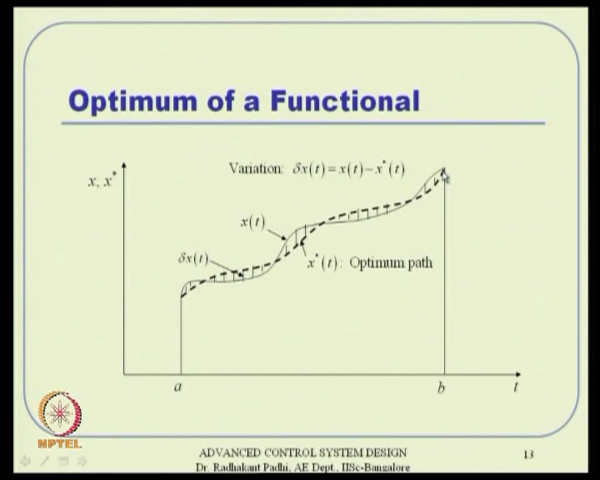 Optimum of a Functional
Variation: δx(t) = x(t) − x*(t)
x, x*
x(t)
δx(t)
x*(t): Optimum path
a
b
t
NPTEL
ADVANCED CONTROL SYSTEM DESIGN
Dr. Radhakant Padhi, AE Dept., IISc-Bangalore
13